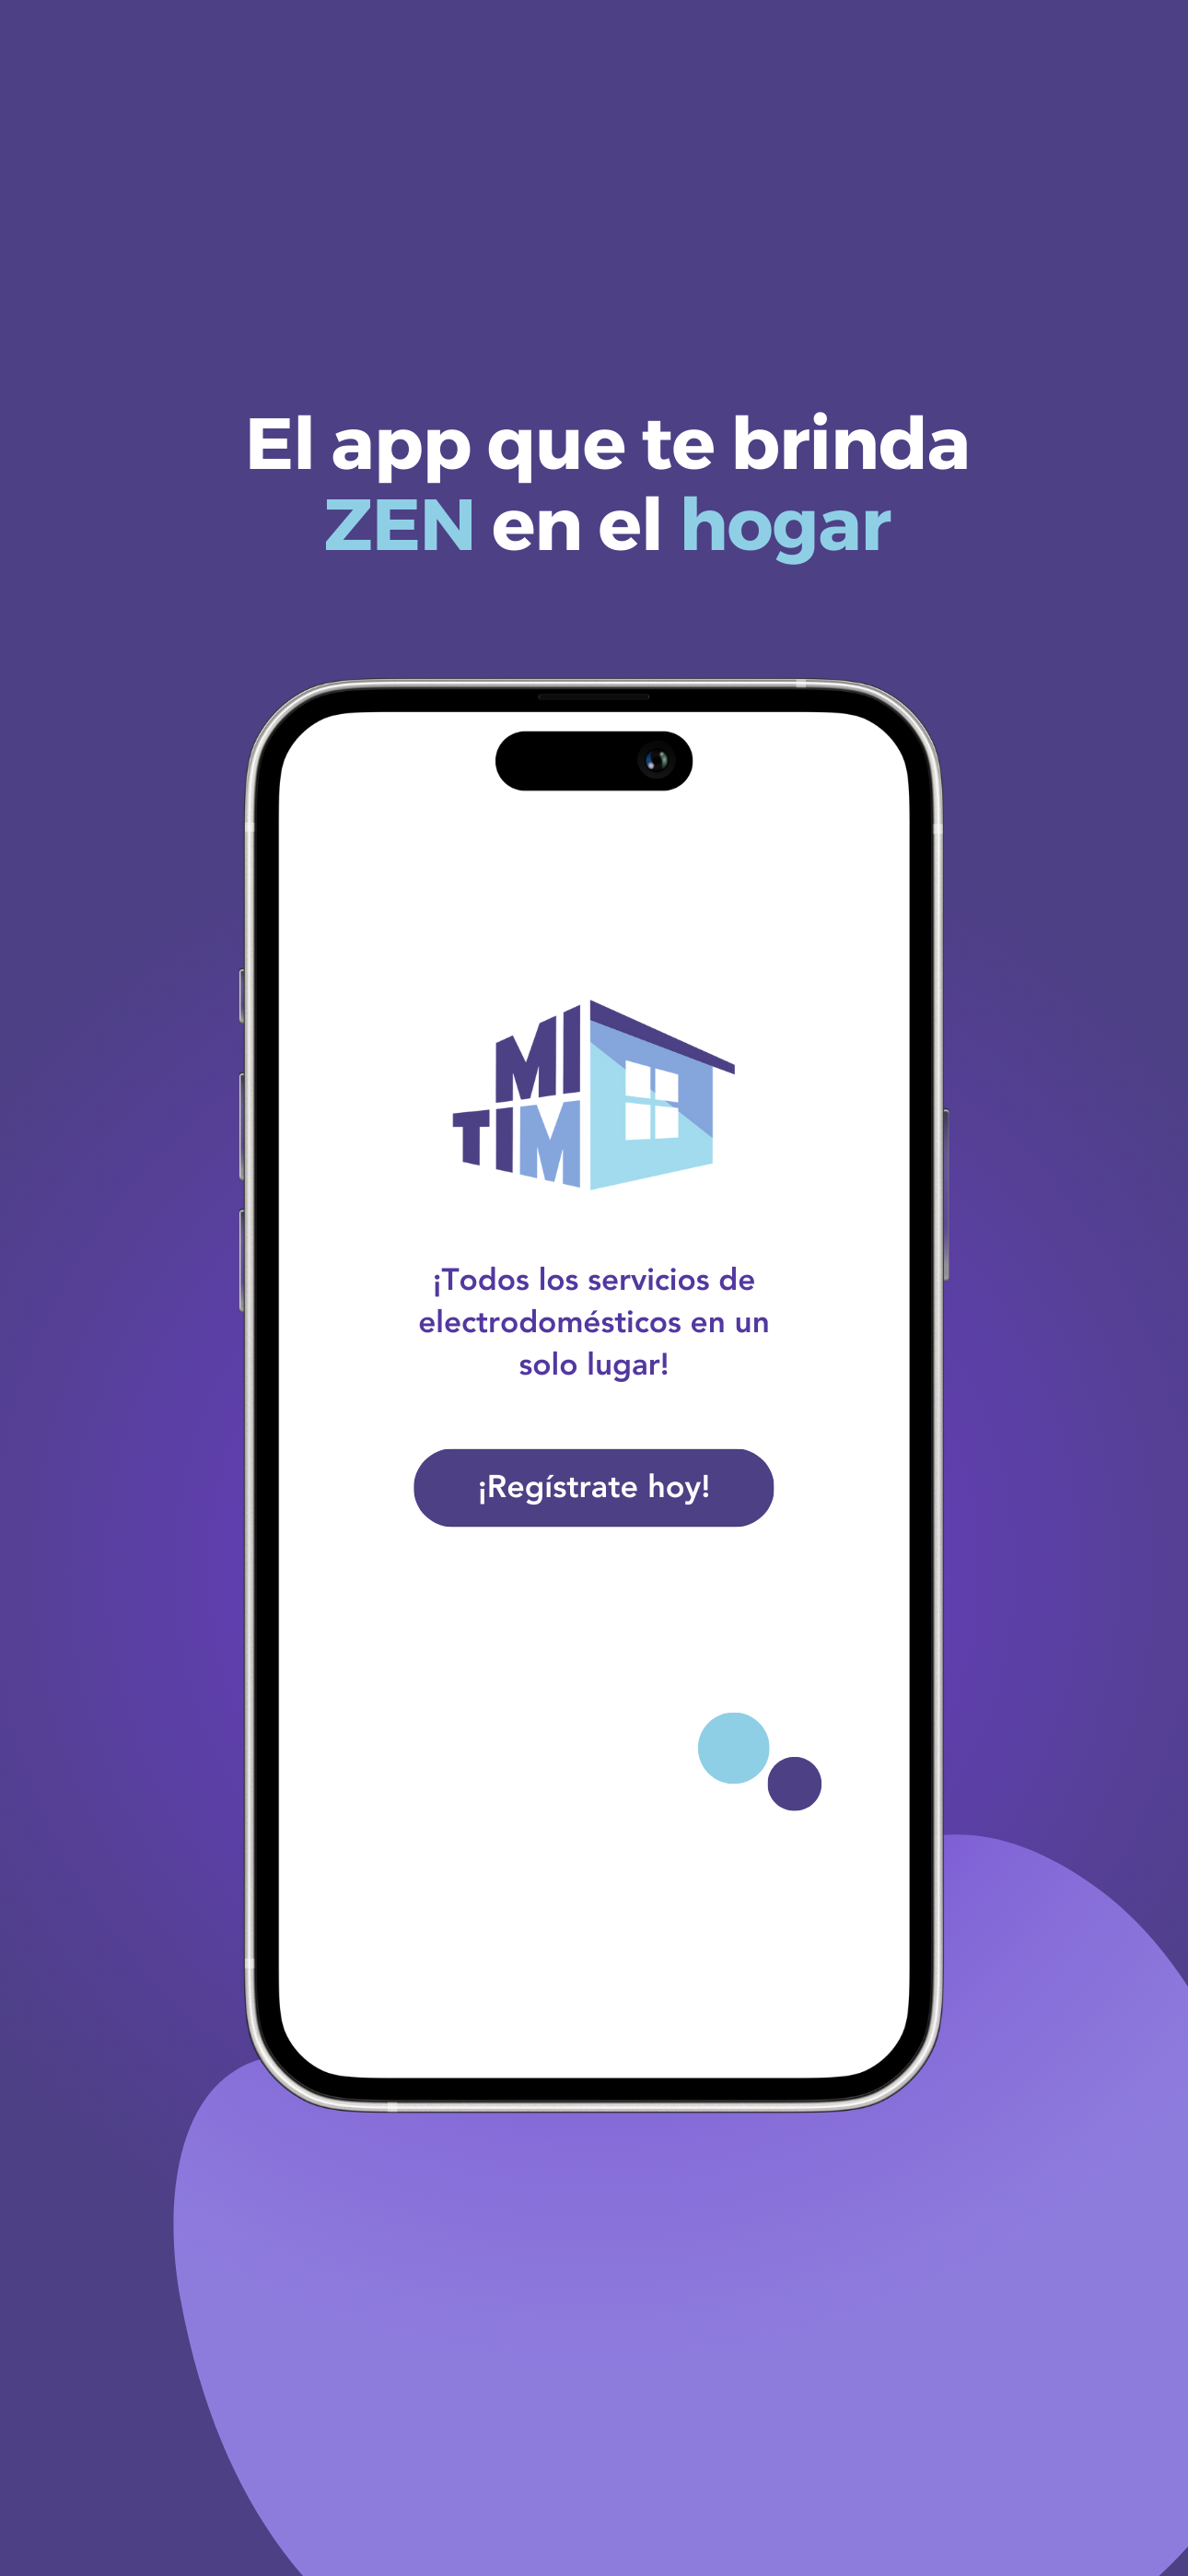 El app que te brinda
ZEN en el hogar
MI
TIM
¡Todos los servicios de
electrodomésticos en un
solo lugar!
¡Regístrate hoy!